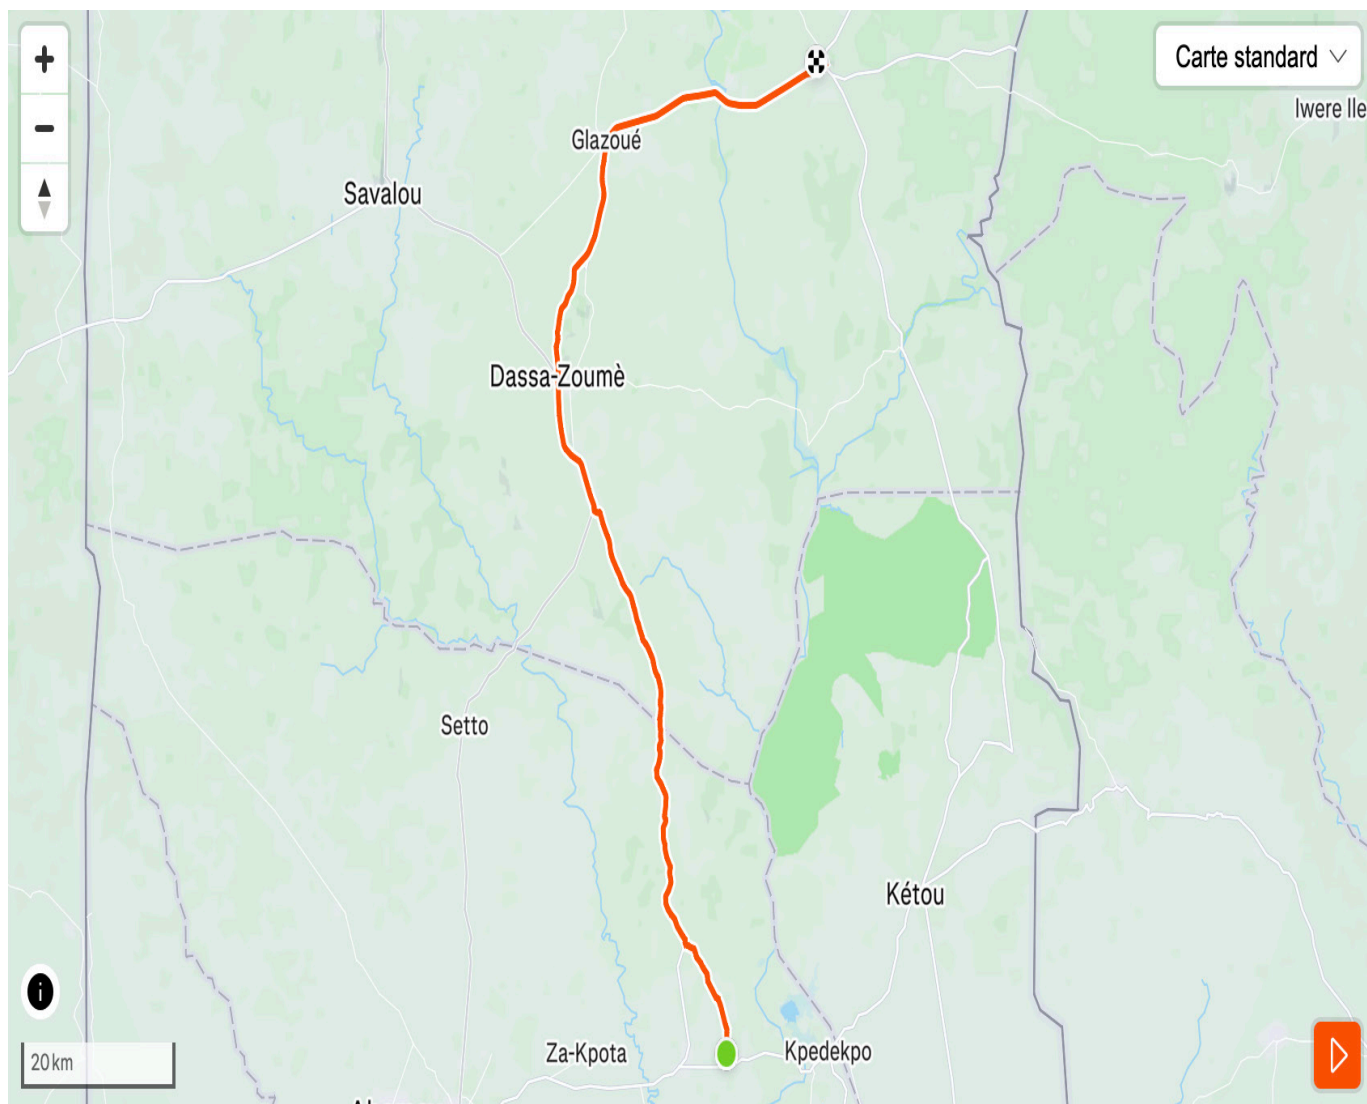 Carte standard
Iwere Ile
Glazoué
Savalou
Dassa-Zoumè
Setto
Kétou
i
20 km
Za-Kpota
Kpedekpo